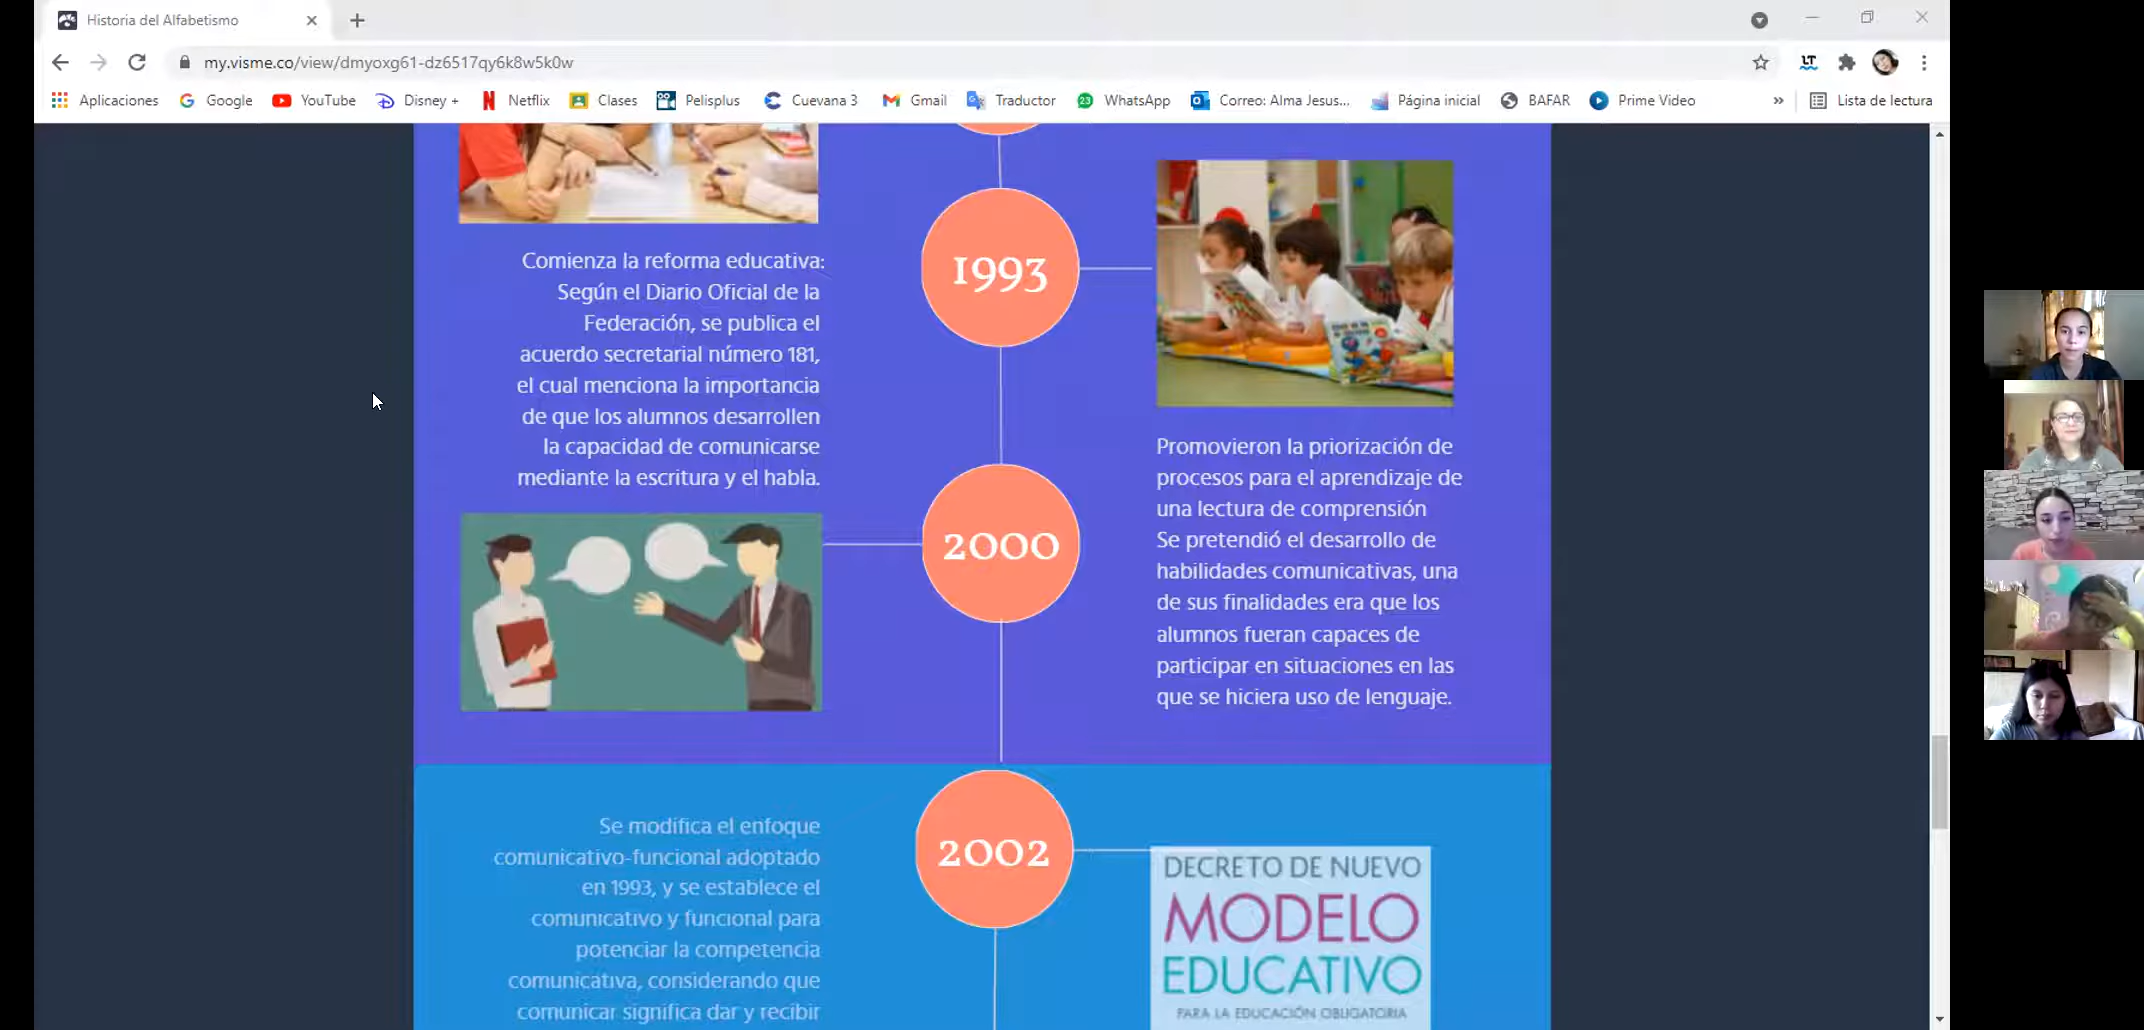 Historia del Alfabetismo
my.visme.co/view/dmyoxg61-dz6517qy6k8w5k0w
Aplicaciones
Google
YouTube
Disney +
Netflix
Clases
Pelisplus
Cuevana 3
Gmail
Traductor
23
WhatsApp
Correo: Alma Jesus...
Página inicial
BAFAR
Prime Video
»
Lista de lectura
LT
Comienza la reforma educativa:
Según el Diario Oficial de la
Federación, se publica el
acuerdo secretarial número 181,
el cual menciona la importancia
de que los alumnos desarrollen
la capacidad de comunicarse
mediante la escritura y el habla.
1993
Promovieron la priorización de
procesos para el aprendizaje de
una lectura de comprensión
Se pretendió el desarrollo de
habilidades comunicativas, una
de sus finalidades era que los
alumnos fueran capaces de
participar en situaciones en las
que se hiciera uso de lenguaje.
2000
2002
Se modifica el enfoque
comunicativo-funcional adoptado
en 1993, y se establece el
comunicativo y funcional para
potenciar la competencia
comunicativa, considerando que
comunicar significa dar y recibir
DECRETO DE NUEVO
MODELO
EDUCATIVO
PARA LA EDUCACIÓN OBLIGATORIA